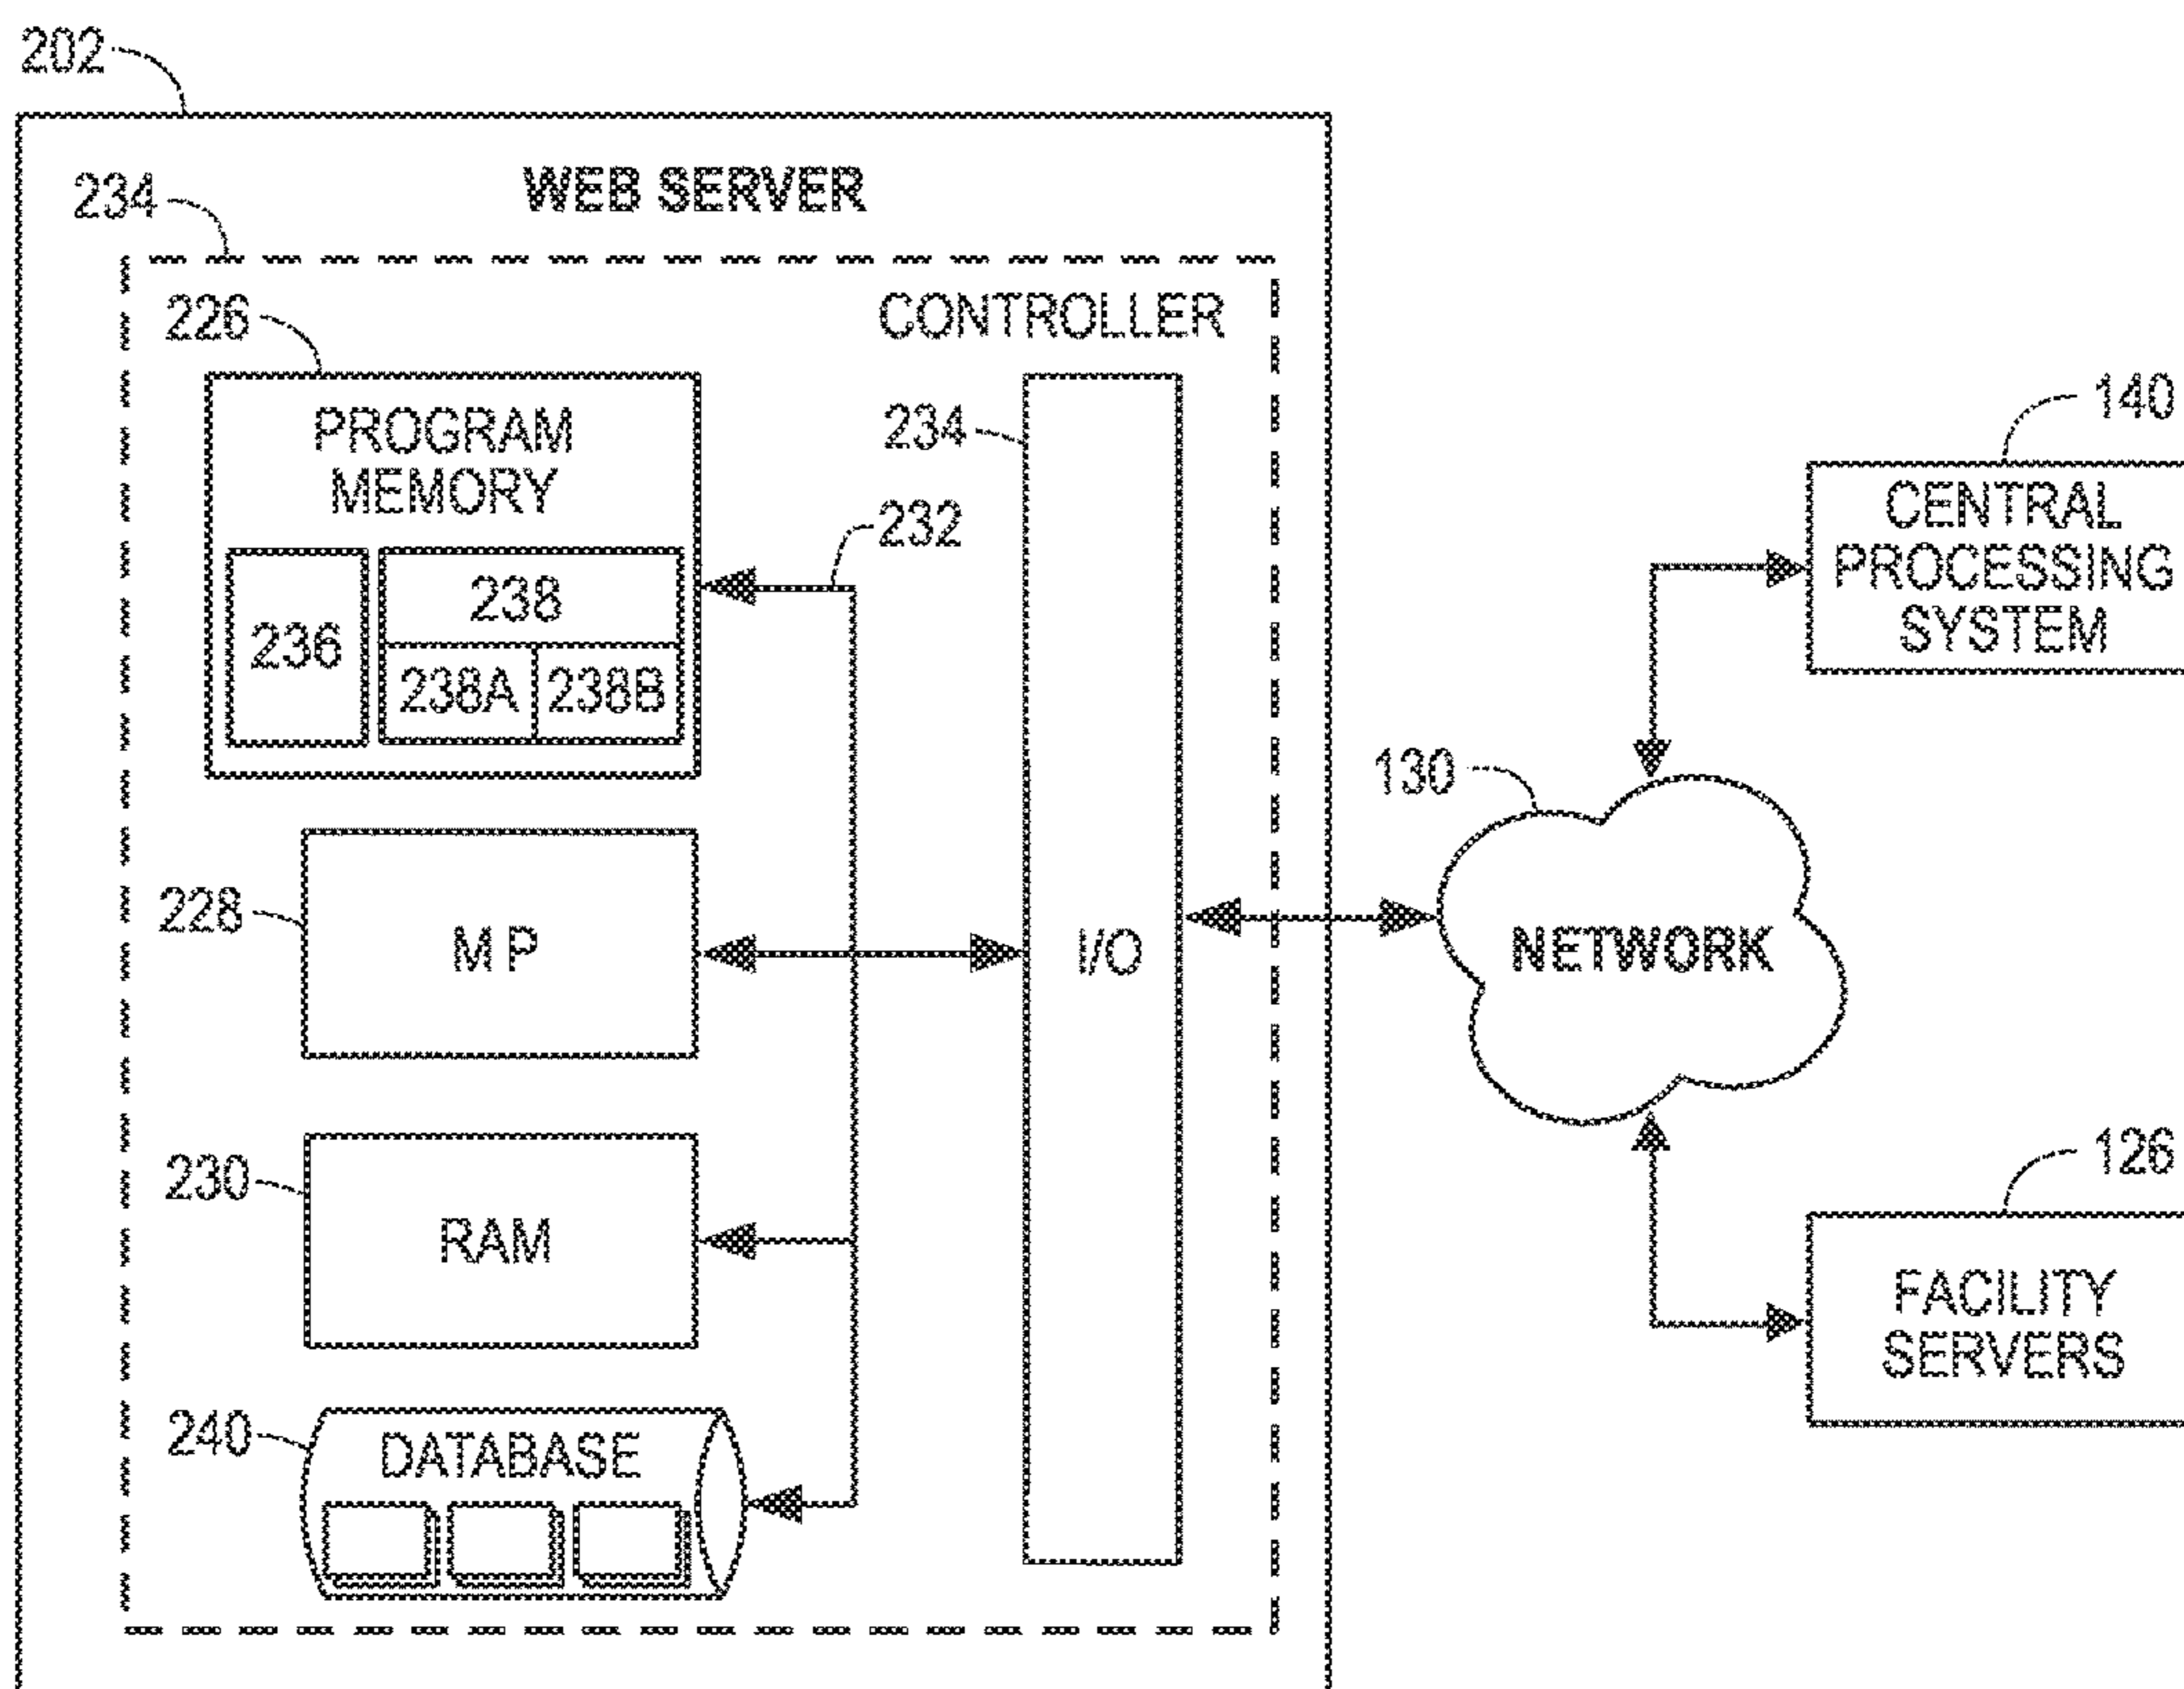 202
WEB SERVER
234
CONTROLLER
226
PROGRAM
MEMORY
234
232
236
238
238A
238B
228
M P
I/O
230
RAM
240
DATABASE
130
NETWORK
140
CENTRAL
PROCESSING
SYSTEM
126
FACILITY
SERVERS